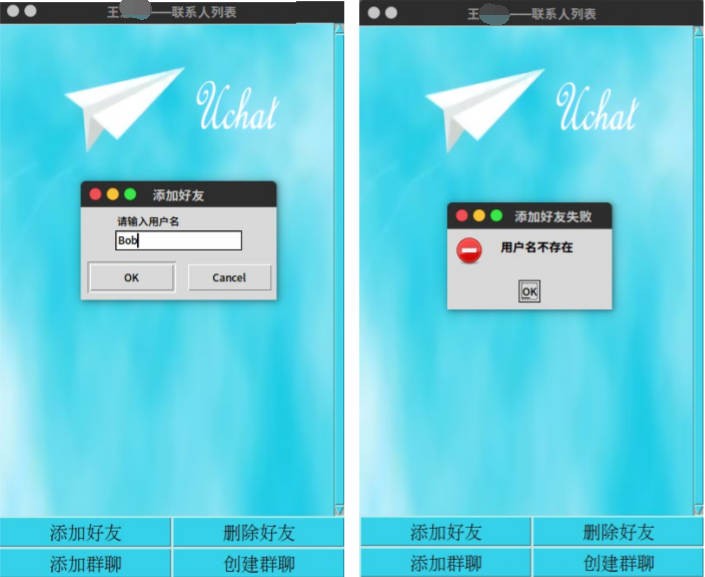 王——联系人列表
Uchat
添加好友
请输入用户名
Bob
OK
Cancel
添加好友
删除好友
添加群聊
创建群聊
王——联系人列表
Uchat
添加好友失败
用户名不存在
OK
添加好友
删除好友
添加群聊
创建群聊